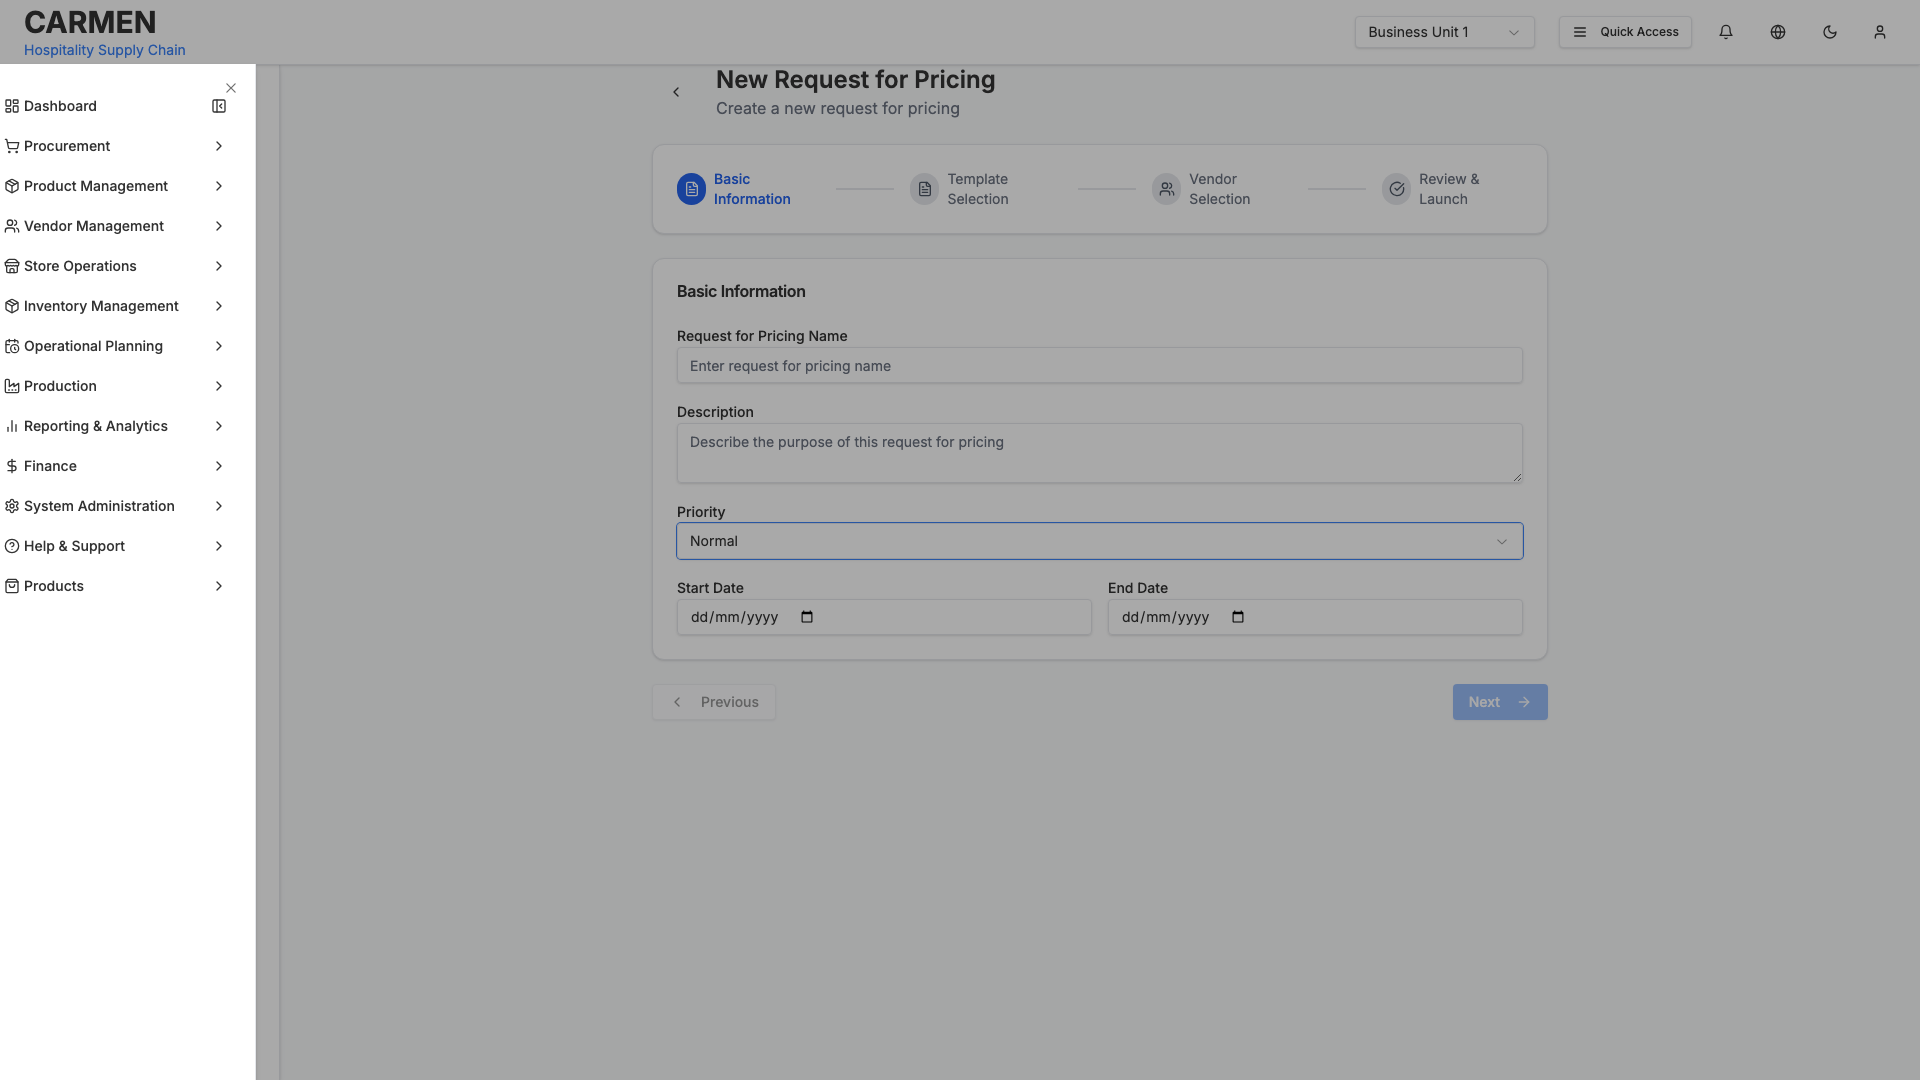 CARMEN
Hospitality Supply Chain
Business Unit 1
Quick Access
Dashboard
Procurement
Product Management
Vendor Management
Store Operations
Inventory Management
Operational Planning
Production
Reporting & Analytics
Finance
System Administration
Help & Support
Products
New Request for Pricing
Create a new request for pricing
Basic
Information
Template
Selection
Vendor
Selection
Review &
Launch
Basic Information
Request for Pricing Name
Enter request for pricing name
Description
Describe the purpose of this request for pricing
Priority
Normal
Start Date
End Date
dd/mm/yyyy
dd/mm/yyyy
Previous
Next